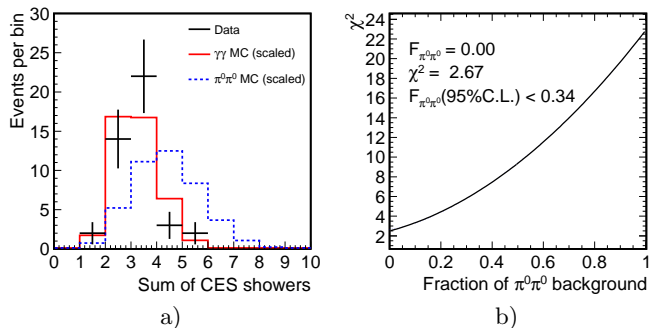 Events per bin
30
25
20
15
10
5
0
Data
γγ MC (scaled)
π⁰π⁰ MC (scaled)
0 1 2 3 4 5 6 7 8 9 10
Sum of CES showers
a)
χ²
24
22
20
18
16
14
12
10
8
6
4
2
F_π⁰π⁰ = 0.00
χ² = 2.67
F_π⁰π⁰(95%C.L.) < 0.34
0 0.2 0.4 0.6 0.8 1
Fraction of π⁰π⁰ background
b)